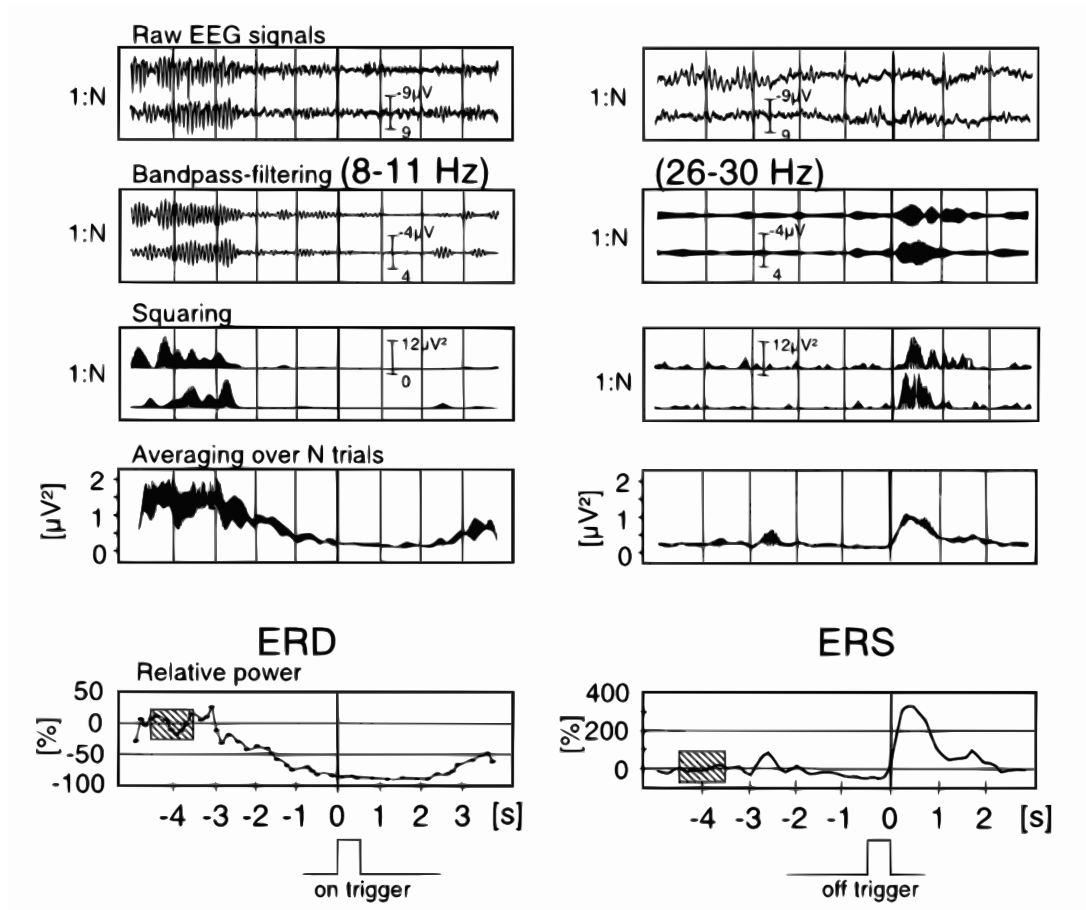 Raw EEG signals
1:N
-9µV
9
1:N
-9µV
9
Bandpass-filtering (8-11 Hz)
(26-30 Hz)
1:N
-4µV
4
1:N
-4µV
4
Squaring
1:N
12µV²
0
1:N
12µV²
Averaging over N trials
[µV²]
2
1
0
[µV²]
2
1
0
ERD
ERS
Relative power
[%]
50
0
-50
-100
-4 -3 -2 -1 0 1 2 3 [s]
on trigger
[%]
400
200
0
-4 -3 -2 -1 0 1 2 [s]
off trigger